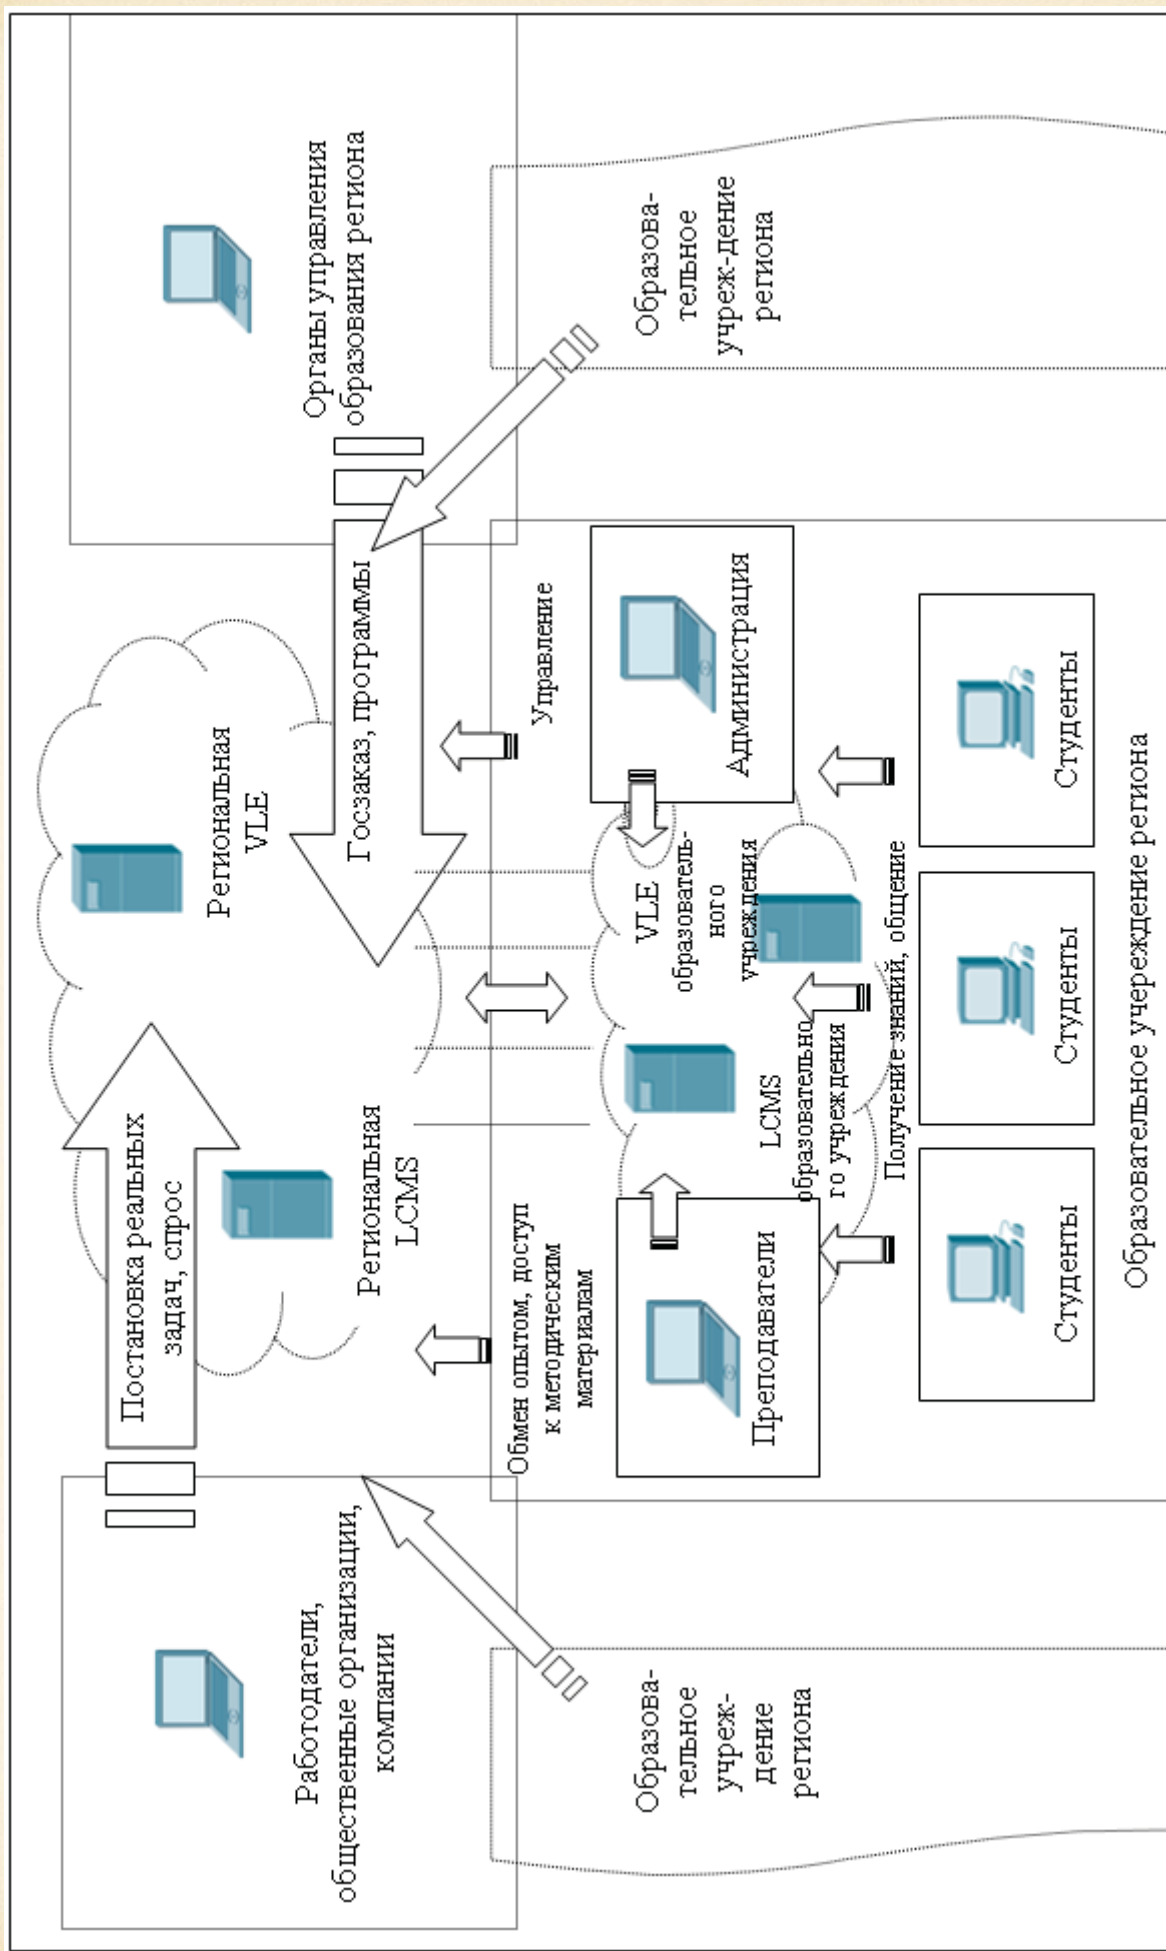 Работодатели,
общественные организации,
компании
Постановка реальных
задач, спрос
Региональная
LCMS
Региональная
VLE
Госзаказ, программы
Органы управления
образования региона
Образова-
тельное
учреж-
дение
региона
Обмен опытом, доступ
к методическим
материалам
Управление
Преподаватели
LCMS
образовательно
го учреждения
VLE
образователь-
ного
учреждения
Администрация
Образова-
тельное
учреж-дение
региона
Получение знаний, общение
Студенты
Студенты
Студенты
Образовательное учереждение региона